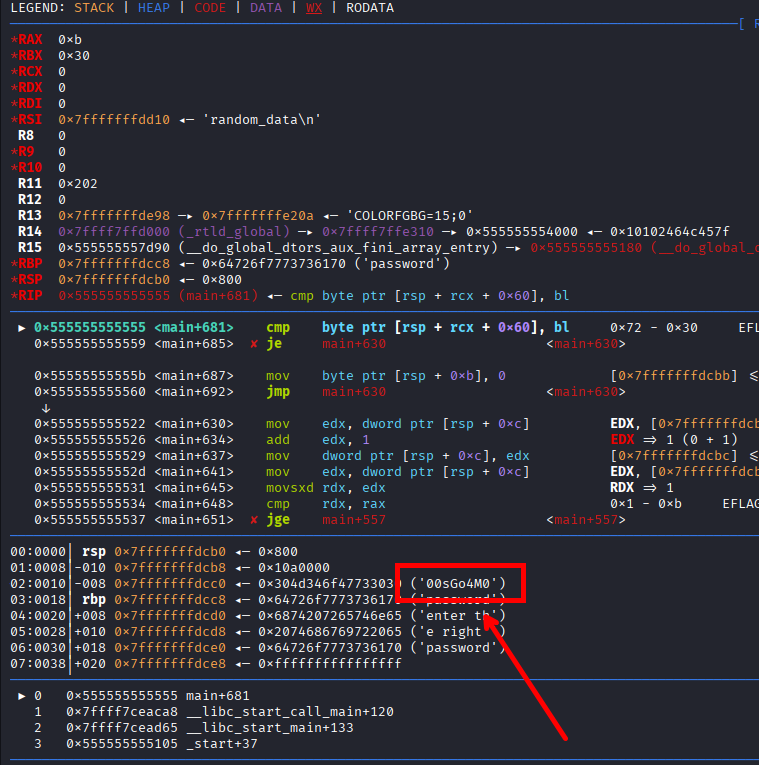 LEGEND: STACK | HEAP | CODE | DATA | WX | RODATA
[ R
*RAX  0×b
*RBX  0×30
*RCX  0
*RDX  0
*RDI  0
*RSI  0×7fffffffdd10 ◂— 'random_data\n'
R8   0
*R9   0
*R10  0
R11  0×202
R12  0
R13  0×7fffffffde98 —▸ 0×7fffffffe20a ◂— 'COLORFGBG=15;0'
R14  0×7ffff7ffd000 (_rtld_global) —▸ 0×7ffff7ffe310 —▸ 0×555555554000 ◂— 0×10102464c457f
R15  0×555555557d90 (__do_global_dtors_aux_fini_array_entry) —▸ 0×555555555180 (__do_global_d
*RBP  0×7fffffffdcc8 ◂— 0×64726f7773736170 ('password')
*RSP  0×7fffffffdcb0 ◂— 0×800
*RIP  0×555555555555 (main+681) ◂— cmp byte ptr [rsp + rcx + 0×60], bl
► 0×555555555555 <main+681>    cmp    byte ptr [rsp + rcx + 0×60], bl     0×72 - 0×30     EFL
0×555555555559 <main+685>  ✘ je     main+630                    <main+630>
0×55555555555b <main+687>    mov    byte ptr [rsp + 0×b], 0            [0×7fffffffdcbb] <=
0×555555555560 <main+692>    jmp    main+630                    <main+630>
↓
0×555555555522 <main+630>    mov    edx, dword ptr [rsp + 0×c]         EDX, [0×7fffffffdcb
0×555555555526 <main+634>    add    edx, 1                             EDX => 1 (0 + 1)
0×555555555529 <main+637>    mov    dword ptr [rsp + 0×c], edx         [0×7fffffffdcbc] <=
0×55555555552d <main+641>    mov    edx, dword ptr [rsp + 0×c]         EDX, [0×7fffffffdcb
0×555555555531 <main+645>    movsxd rdx, edx                           RDX => 1
0×555555555534 <main+648>    cmp    rdx, rax                           0×1 - 0×b     EFLAG
0×555555555537 <main+651>  ✘ jge    main+557                    <main+557>
00:0000│ rsp 0×7fffffffdcb0 ◂— 0×800
01:0008│-010 0×7fffffffdcb8 ◂— 0×10a0000
02:0010│-008 0×7fffffffdcc0 ◂— 0×304d346f47733030 ('00sGo4M0')
03:0018│ rbp 0×7fffffffdcc8 ◂— 0×64726f7773736170 ('password')
04:0020│+008 0×7fffffffdcd0 ◂— 0×6874207265746e65 ('enter th')
05:0028│+010 0×7fffffffdcd8 ◂— 0×2074686769722065 ('e right ')
06:0030│+018 0×7fffffffdce0 ◂— 0×64726f7773736170 ('password')
07:0038│+020 0×7fffffffdce8 ◂— 0×ffffffffffffffff
► 0   0×555555555555 main+681
1   0×7ffff7ceaca8 __libc_start_call_main+120
2   0×7ffff7cead65 __libc_start_main+133
3   0×555555555105 _start+37